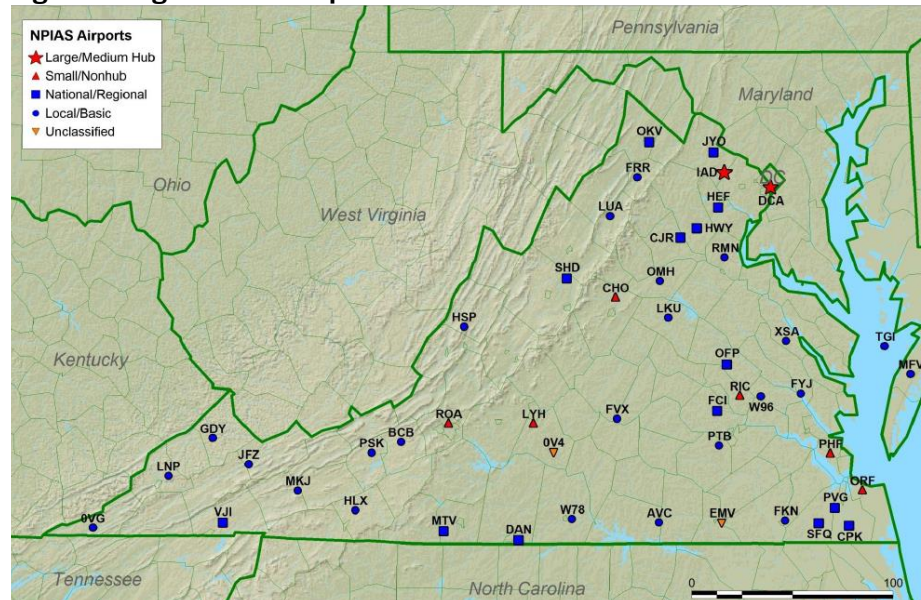 NPIAS Airports
Large/Medium Hub
Small/Nonhub
National/Regional
Local/Basic
Unclassified
Pennsylvania
Maryland
Ohio
West Virginia
Kentucky
Tennessee
North Carolina
DC
OKV
JYO
FRR
IAD
DCA
LUA
HEF
HWY
CJR
RMN
SHD
OMH
CHO
LKU
HSP
XSA
TGI
OFP
MFV
RIC
FYJ
FCI
W96
ROA
LYH
FVX
GDY
BCB
0V4
PTB
PHF
PSK
JFZ
LNP
MKJ
ORF
HLX
PVG
0VG
VJI
MTV
DAN
W78
AVC
EMV
FKN
SFQ
CPK
0 100